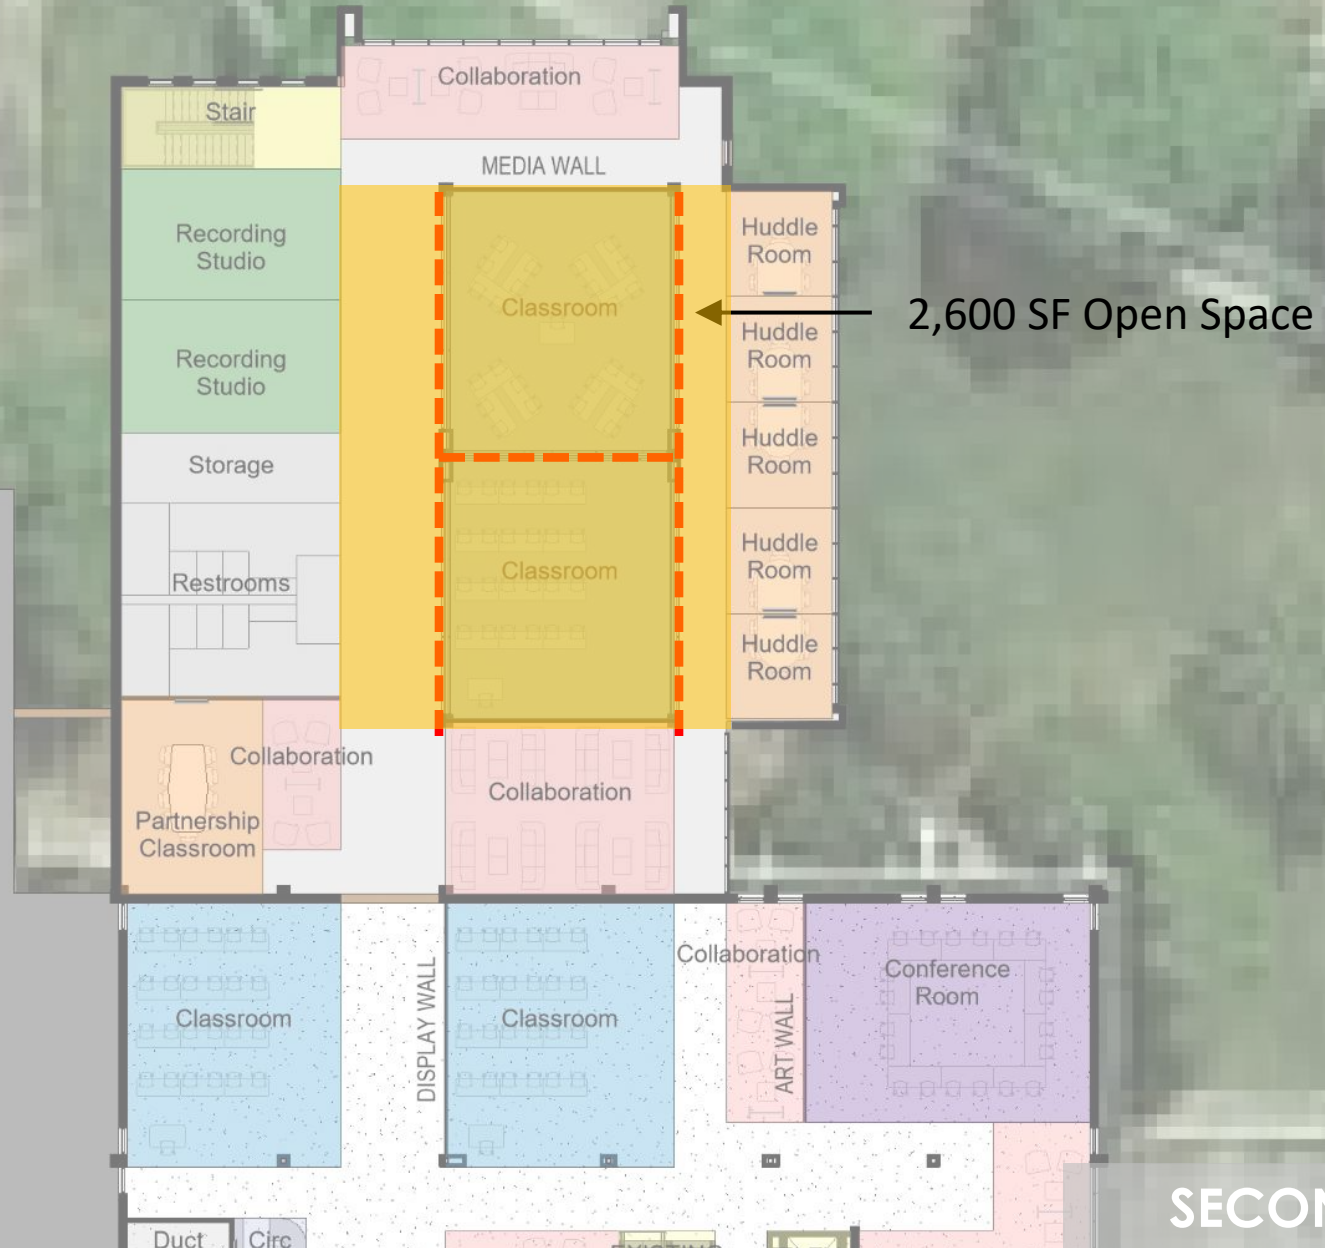 Collaboration
Stair
MEDIA WALL
Recording
Studio
Huddle
Room
Classroom
2,600 SF Open Space
Huddle
Room
Recording
Studio
Huddle
Room
Storage
Huddle
Room
Classroom
Restrooms
Huddle
Room
Collaboration
Collaboration
Partnership
Classroom
Collaboration
Conference
Room
Classroom
DISPLAY WALL
Classroom
ART WALL
SECON
Duct
Circ
EXISTING